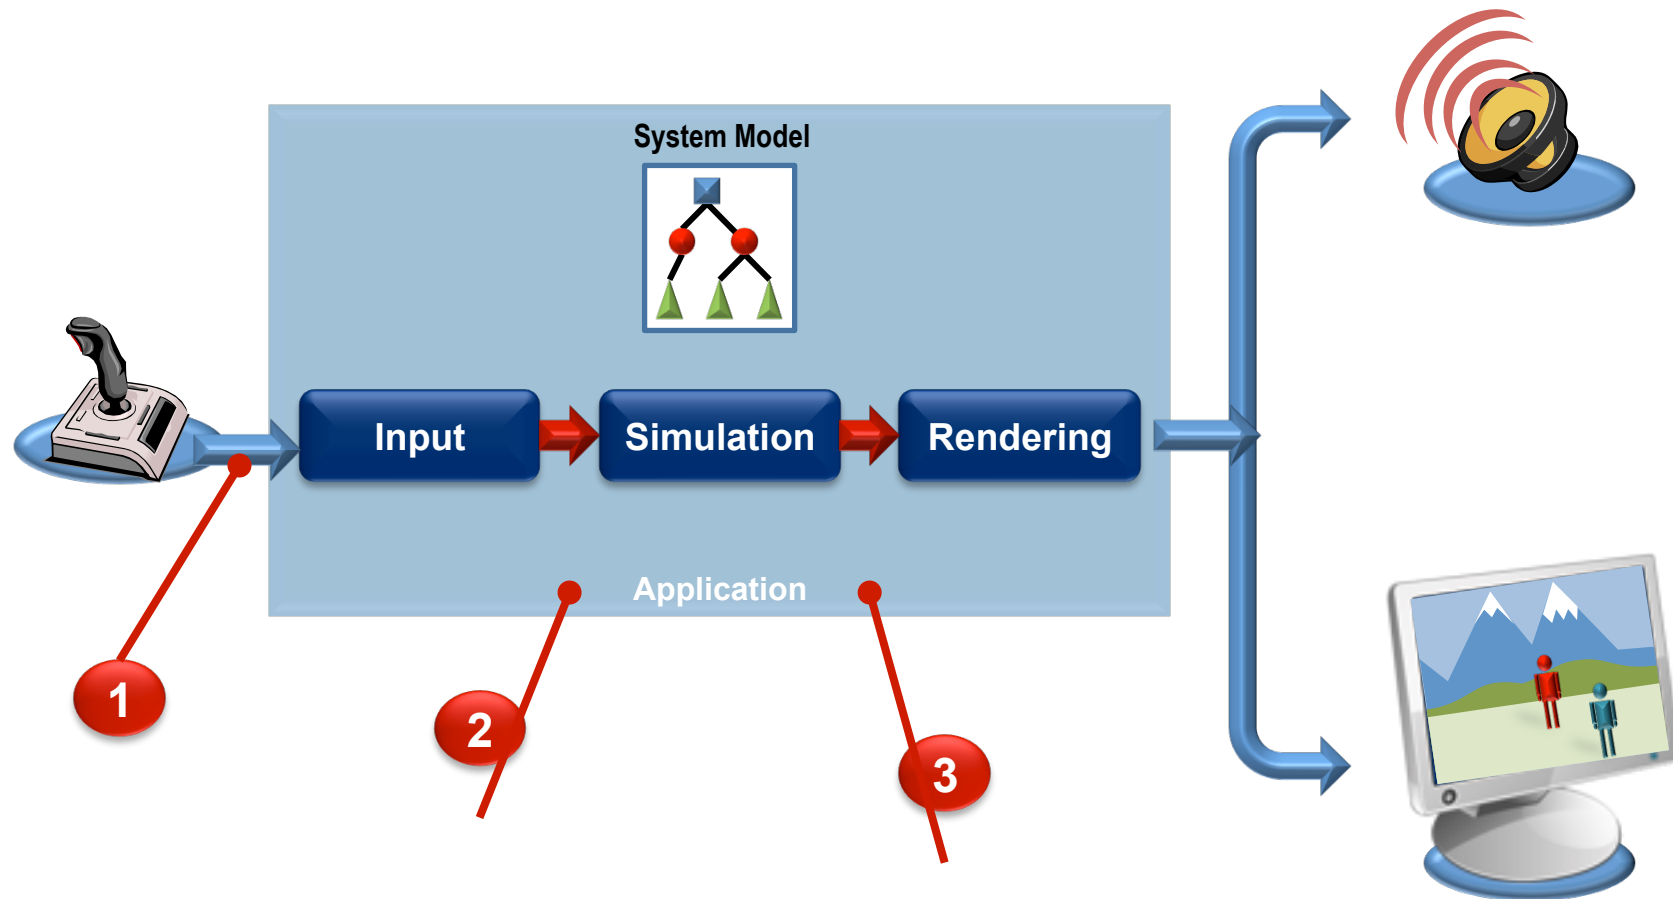 System Model
Input
Simulation
Rendering
Application
1
2
3